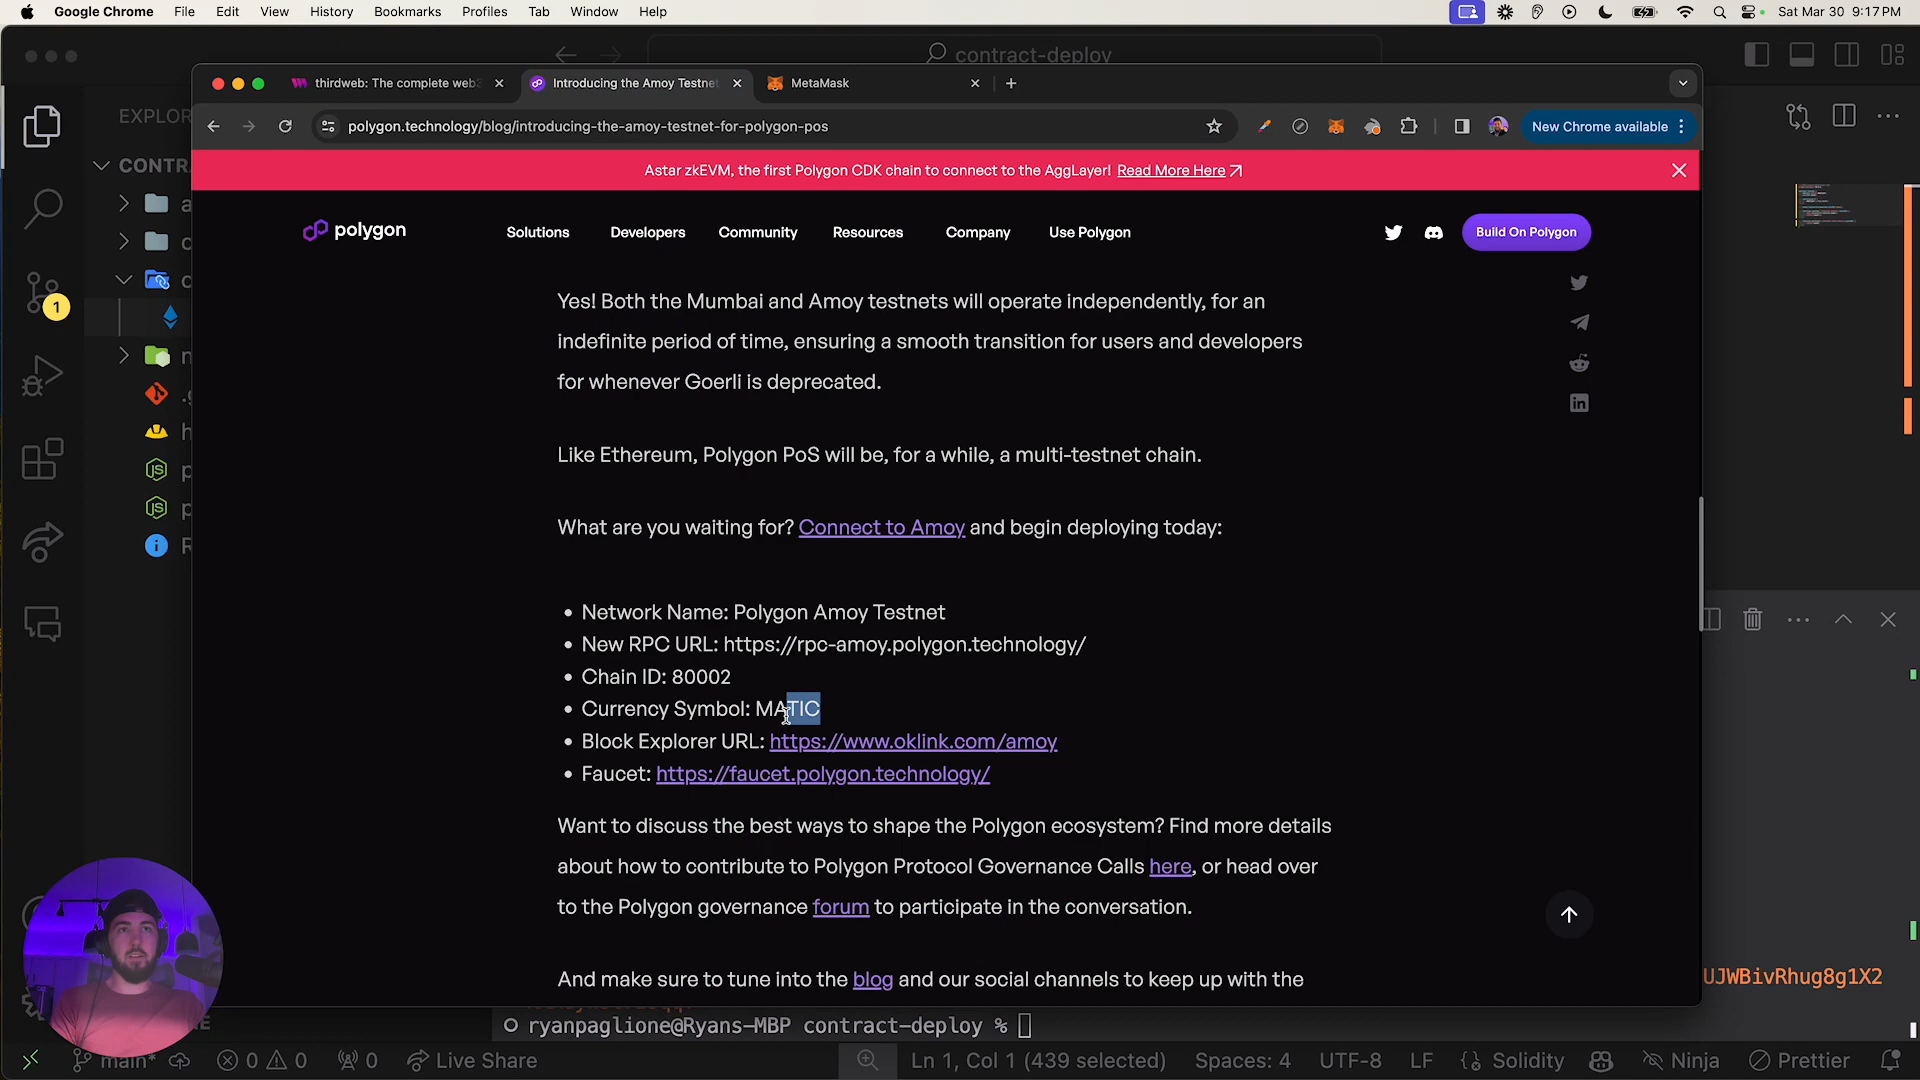 Google Chrome File Edit View History Bookmarks Profiles Tab Window Help Sat Mar 30 9:17 PM
contract-deploy
thirdweb: The complete web3
Introducing the Amoy Testnet
MetaMask
EXPLOR
polygon.technology/blog/introducing-the-amoy-testnet-for-polygon-pos
New Chrome available
CONTRA
Astar zkEVM, the first Polygon CDK chain to connect to the AggLayer! Read More Here
polygon
Solutions Developers Community Resources Company Use Polygon
Build On Polygon
Yes! Both the Mumbai and Amoy testnets will operate independently, for an
indefinite period of time, ensuring a smooth transition for users and developers
for whenever Goerli is deprecated.
1
Like Ethereum, Polygon PoS will be, for a while, a multi-testnet chain.
What are you waiting for? Connect to Amoy and begin deploying today:
• Network Name: Polygon Amoy Testnet
• New RPC URL: https://rpc-amoy.polygon.technology/
• Chain ID: 80002
• Currency Symbol: MATIC
• Block Explorer URL: https://www.oklink.com/amoy
• Faucet: https://faucet.polygon.technology/
Want to discuss the best ways to shape the Polygon ecosystem? Find more details
about how to contribute to Polygon Protocol Governance Calls here, or head over
to the Polygon governance forum to participate in the conversation.
And make sure to tune into the blog and our social channels to keep up with the
UJWBivRhug8g1X2
ryanpaglione@Ryans-MBP contract-deploy %
main* 0 0 0 Live Share Ln 1, Col 1 (439 selected) Spaces: 4 UTF-8 LF Solidity Ninja Prettier